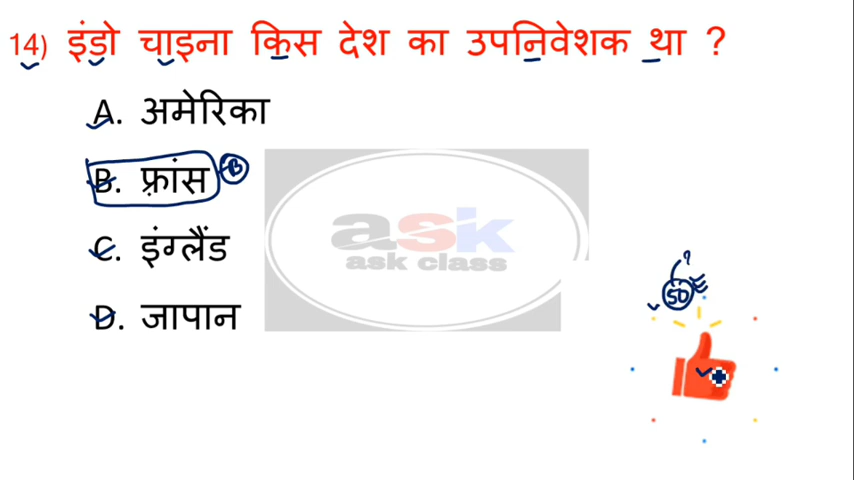 14) इंडो चाइना किस देश का उपनिवेशक था ?
A. अमेरिका
B. फ़्रांस B
C. इंग्लैंड
D. जापान
ask
ask class
?
50